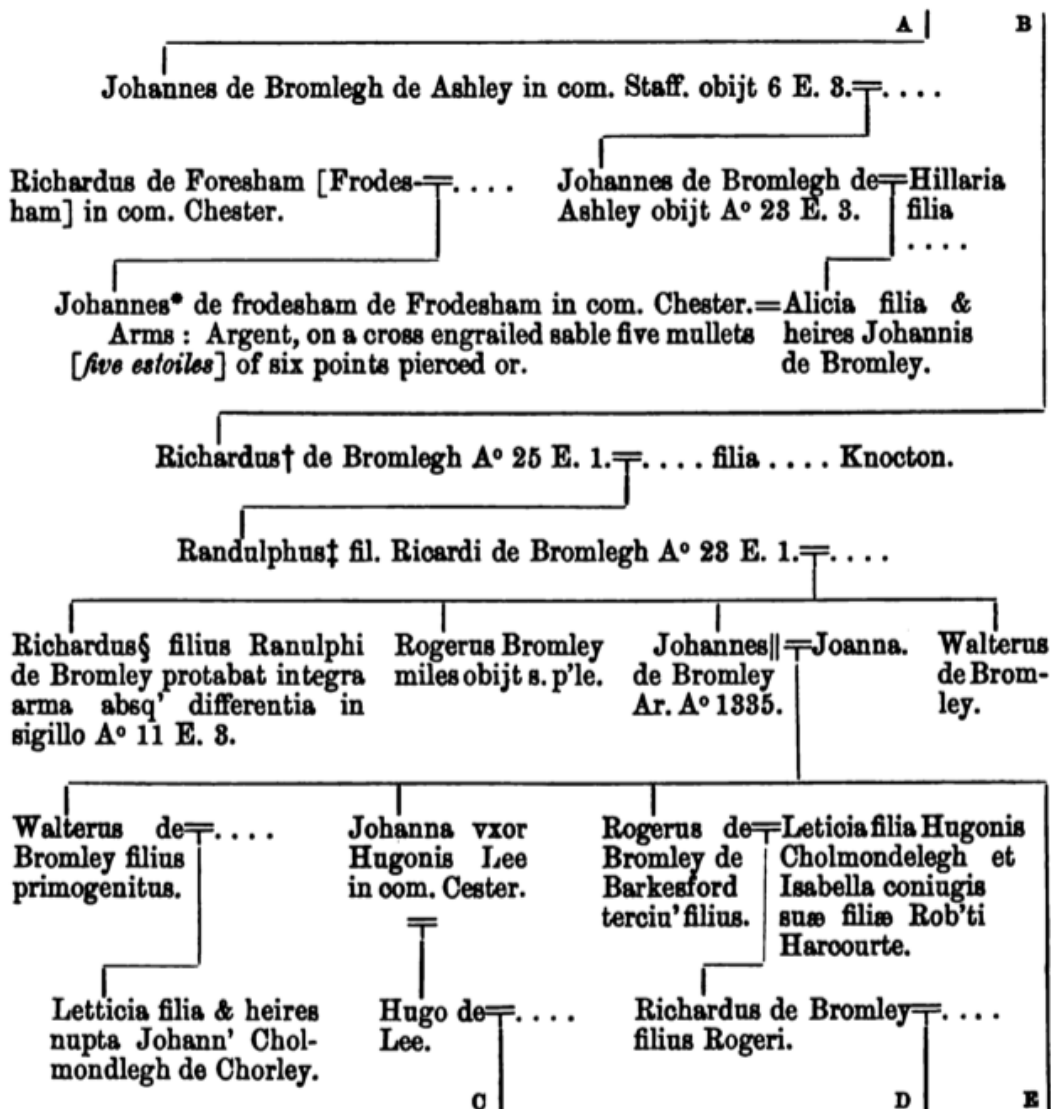 A B
Johannes de Bromlegh de Ashley in com. Staff. obijt 6 E. 3.=. . . .
Richardus de Foresham [Frodes-=. . . .
ham] in com. Chester.
Johannes de Bromlegh de=Hillaria
Ashley obijt Aº 23 E. 3. filia
. . . .
Johannes* de frodesham de Frodesham in com. Chester.=Alicia filia &
Arms : Argent, on a cross engrailed sable five mullets heires Johannis
[five estoiles] of six points pierced or. de Bromley.
Richardus† de Bromlegh Aº 25 E. 1.=. . . . filia . . . . Knocton.
Randulphus‡ fil. Ricardi de Bromlegh Aº 23 E. 1.=. . . .
Richardus§ filius Ranulphi
de Bromley protabat integra
arma absq' differentia in
sigillo Aº 11 E. 3.
Rogerus Bromley
miles obijt s. p'le.
Johannes‖=Joanna.
de Bromley
Ar. Aº 1335.
Walterus
de Brom-
ley.
Walterus de=. . . .
Bromley filius
primogenitus.
Johanna vxor
Hugonis Lee
in com. Cester.
=
Rogerus de=Leticia filia Hugonis
Bromley de Cholmondelegh et
Barkesford Isabella coniugis
terciu' filius. suæ filiæ Rob'ti
Harcourte.
Letticia filia & heires
nupta Johann' Chol-
mondlegh de Chorley.
Hugo de=. . . .
Lee.
Richardus de Bromley=. . . .
filius Rogeri.
C D E